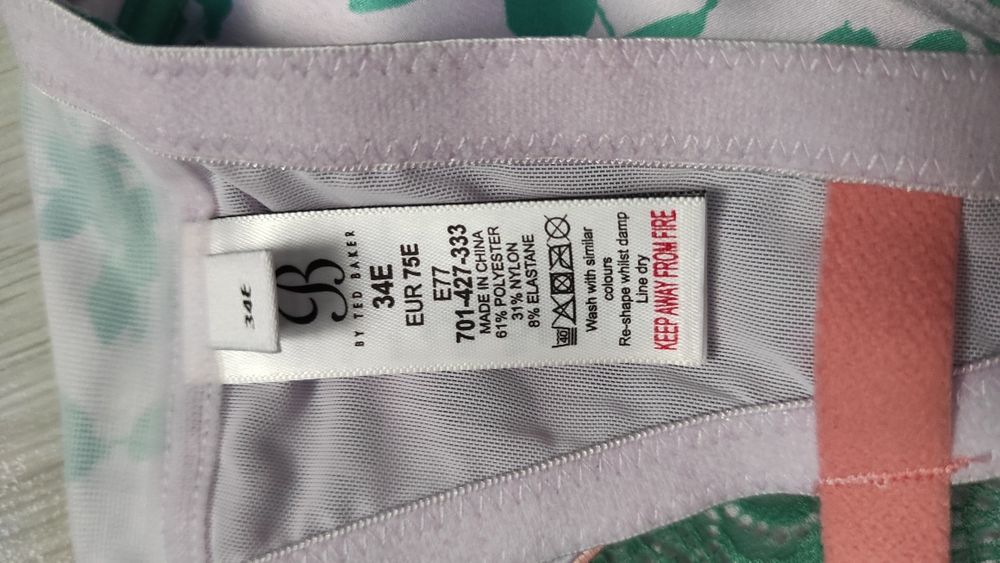 34E
B
BY TED BAKER
34E
EUR 75E
E77
701-427-333
MADE IN CHINA
61% POLYESTER
31% NYLON
8% ELASTANE
40
Wash with similar
colours
Re-shape whilst damp
Line dry
KEEP AWAY FROM FIRE